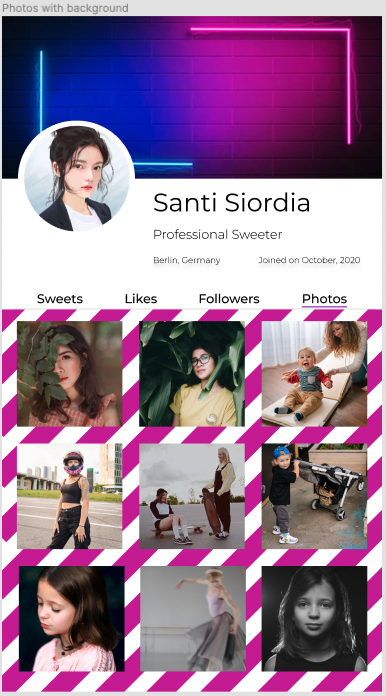 Photos with background
Santi Siordia
Professional Sweeter
Berlin, Germany Joined on October, 2020
Sweets Likes Followers Photos